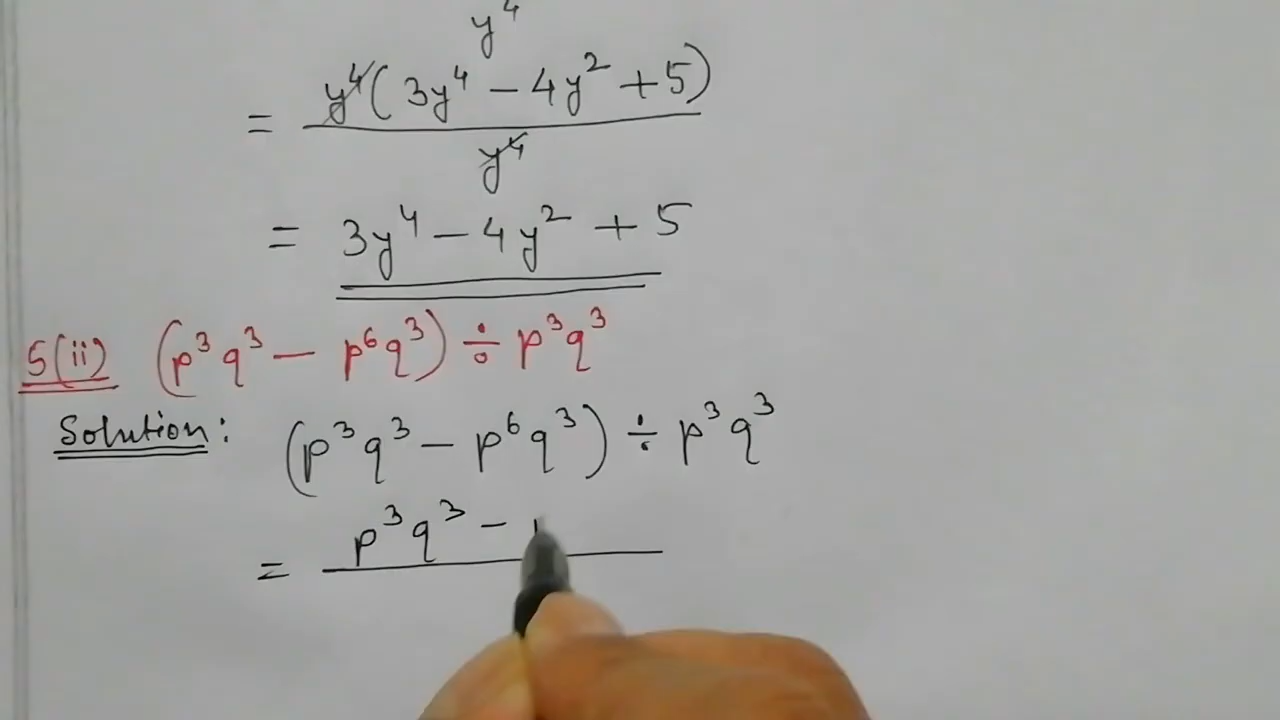 y⁴
= y⁴(3y⁴ − 4y² + 5)
y⁴
= 3y⁴ − 4y² + 5
5(ii) (p³q³ − p⁶q³) ÷ p³q³
Solution: (p³q³ − p⁶q³) ÷ p³q³
= p³q³ −